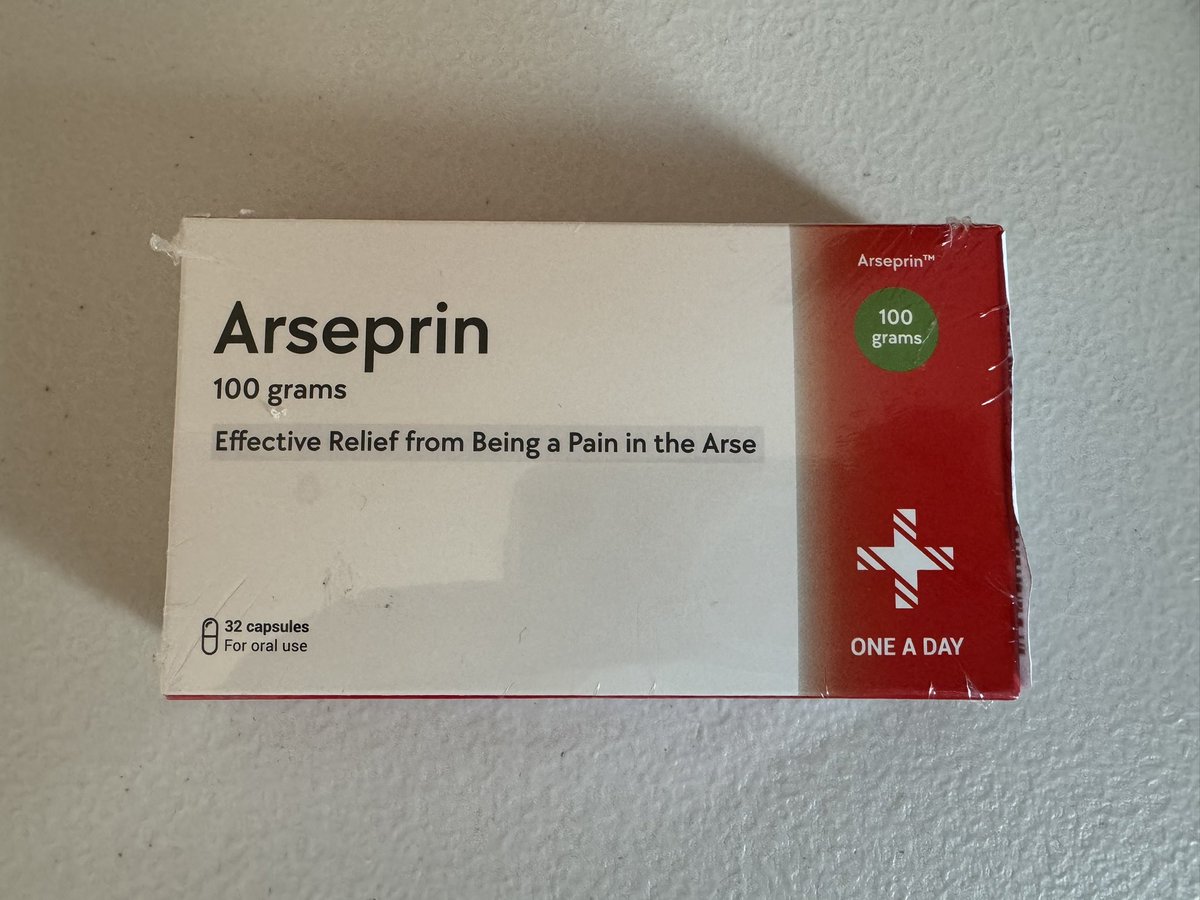 Arseprin
100 grams
Effective Relief from Being a Pain in the Arse
32 capsules
For oral use
Arseprin™
100
grams
ONE A DAY